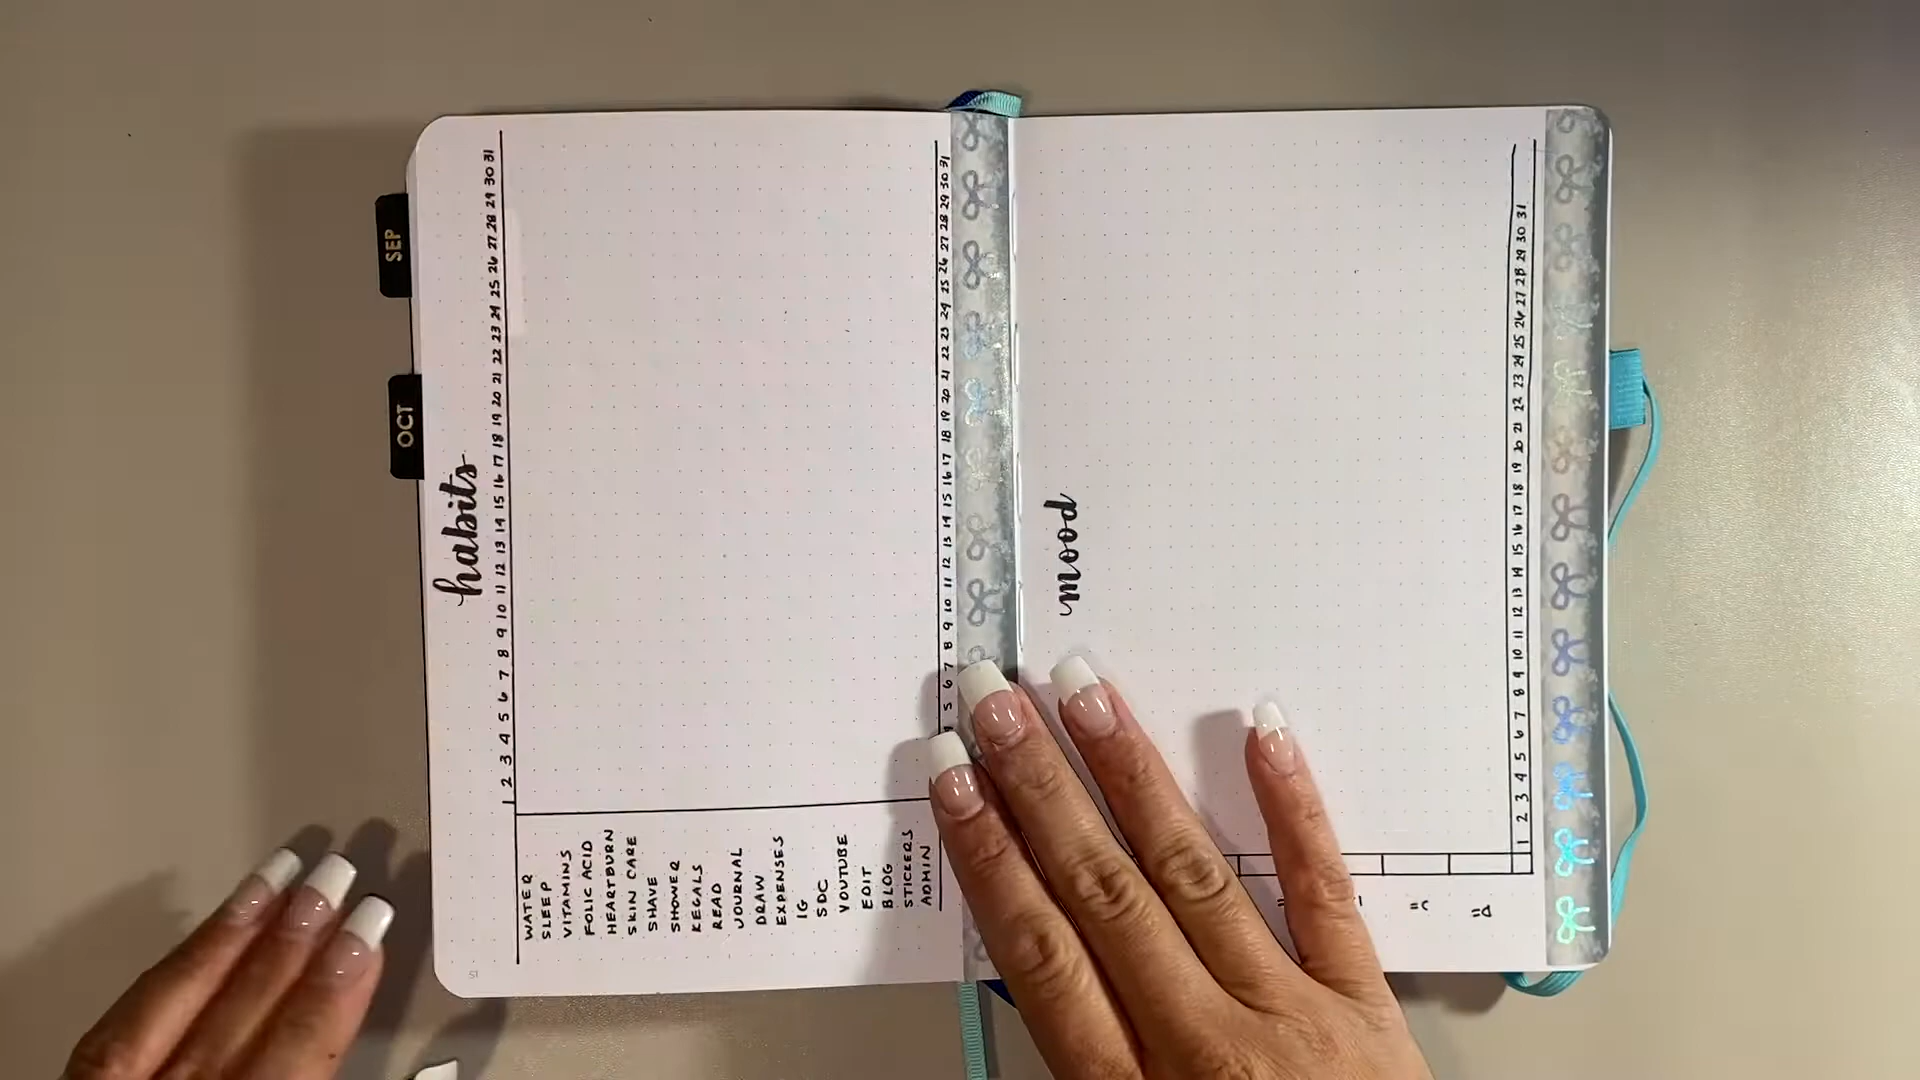 SEP
OCT
habits
1 2 3 4 5 6 7 8 9 10 11 12 13 14 15 16 17 18 19 20 21 22 23 24 25 26 27 28 29 30 31
WATER
SLEEP
VITAMINS
FOLIC ACID
HEARTBURN
SKIN CARE
SHAVE
SHOWER
KEGALS
READ
JOURNAL
DRAW
EXPENSES
IG
SDC
YOUTUBE
EDIT
BLOG
STICKERS
ADMIN
5 6 7 8 9 10 11 12 13 14 15 16 17 18 19 20 21 22 23 24 25 26 27 28 29 30 31
51
mood
1 2 3 4 5 6 7 8 9 10 11 12 13 14 15 16 17 18 19 20 21 22 23 24 25 26 27 28 29 30 31